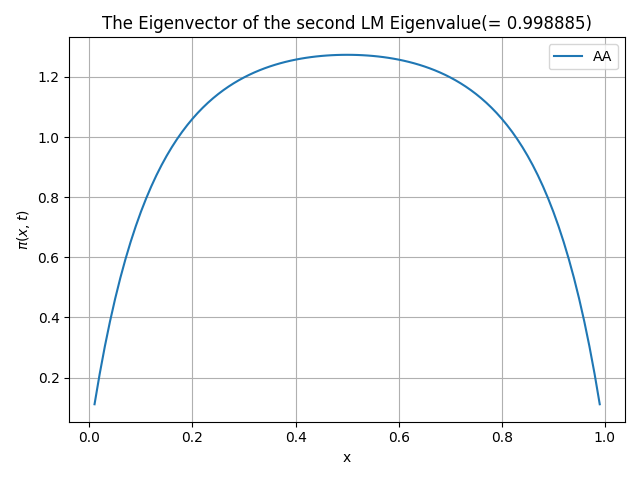 The Eigenvector of the second LM Eigenvalue(= 0.998885)
AA
1.2
1.0
0.8
0.6
0.4
0.2
π(x, t)
0.0 0.2 0.4 0.6 0.8 1.0
x